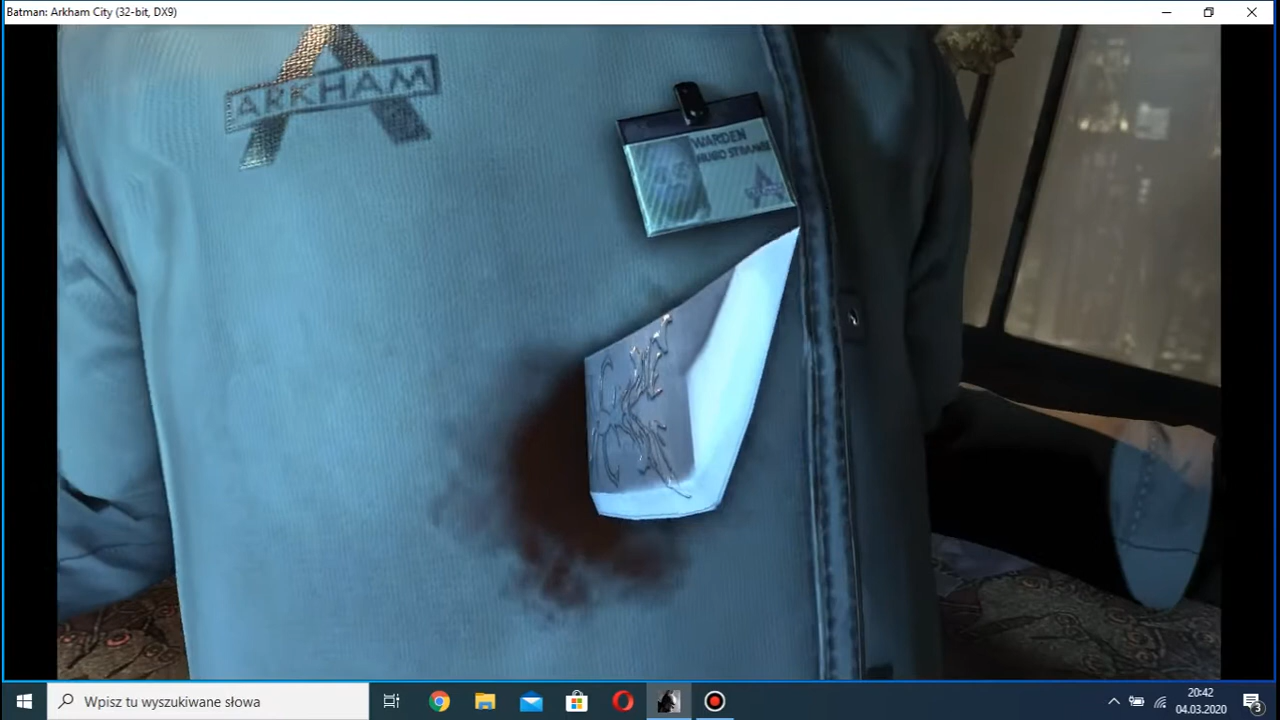 Batman: Arkham City (32-bit, DX9)
ARKHAM
WARDEN
HUGO STRANGE
Wpisz tu wyszukiwane słowa
20:42
04.03.2020
3